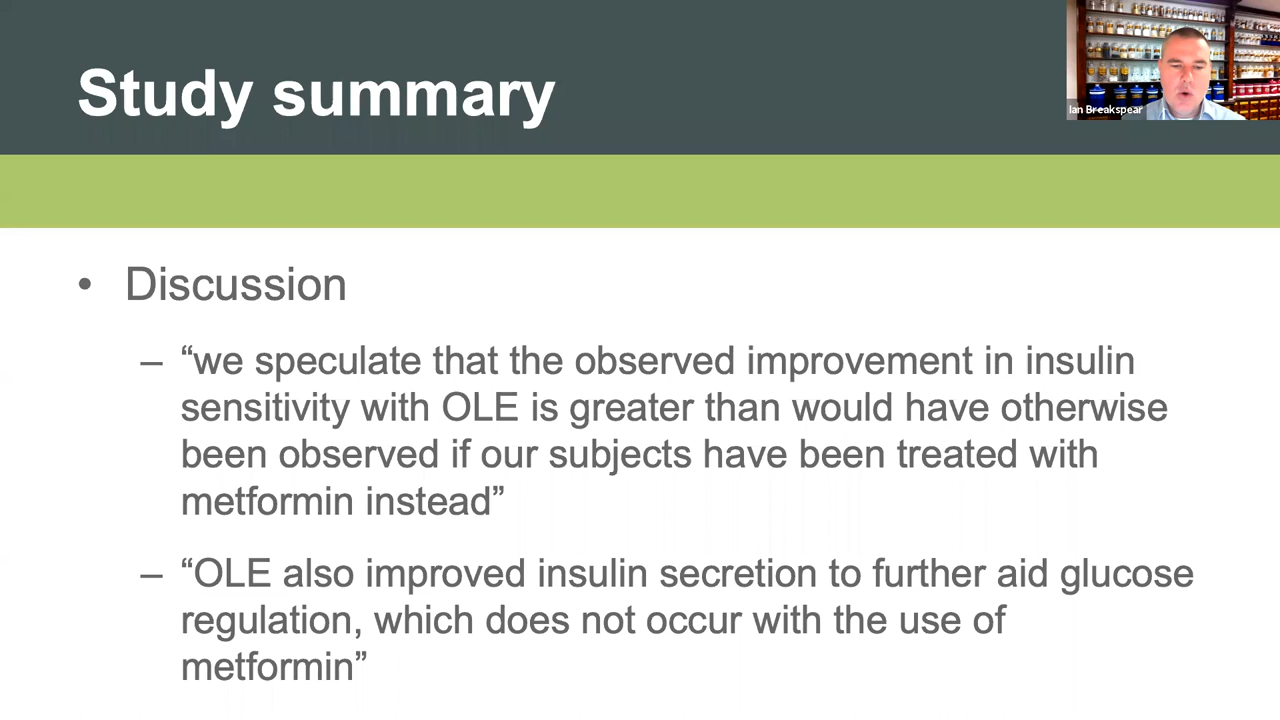 Study summary
Ian Breakspear
• Discussion
– “we speculate that the observed improvement in insulin
sensitivity with OLE is greater than would have otherwise
been observed if our subjects have been treated with
metformin instead”
– “OLE also improved insulin secretion to further aid glucose
regulation, which does not occur with the use of
metformin”